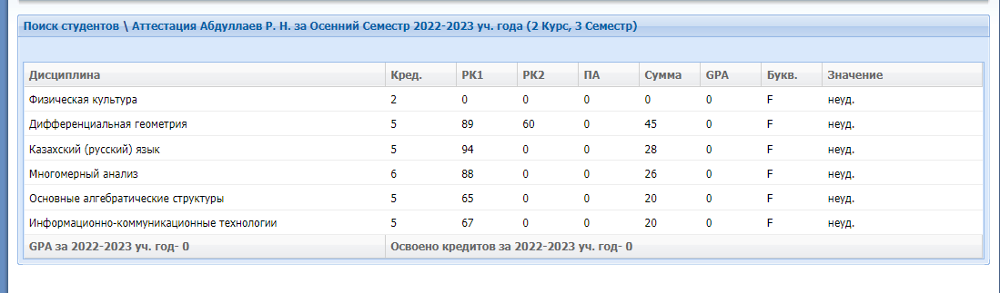 Поиск студентов \ Аттестация Абдуллаев Р. Н. за Осенний Семестр 2022-2023 уч. года (2 Курс, 3 Семестр)
Дисциплина Кред. РК1 РК2 ПА Сумма GPA Букв. Значение
Физическая культура 2 0 0 0 0 0 F неуд.
Дифференциальная геометрия 5 89 60 0 45 0 F неуд.
Казахский (русский) язык 5 94 0 0 28 0 F неуд.
Многомерный анализ 6 88 0 0 26 0 F неуд.
Основные алгебратические структуры 5 65 0 0 20 0 F неуд.
Информационно-коммуникационные технологии 5 67 0 0 20 0 F неуд.
GPA за 2022-2023 уч. год- 0 Освоено кредитов за 2022-2023 уч. год- 0